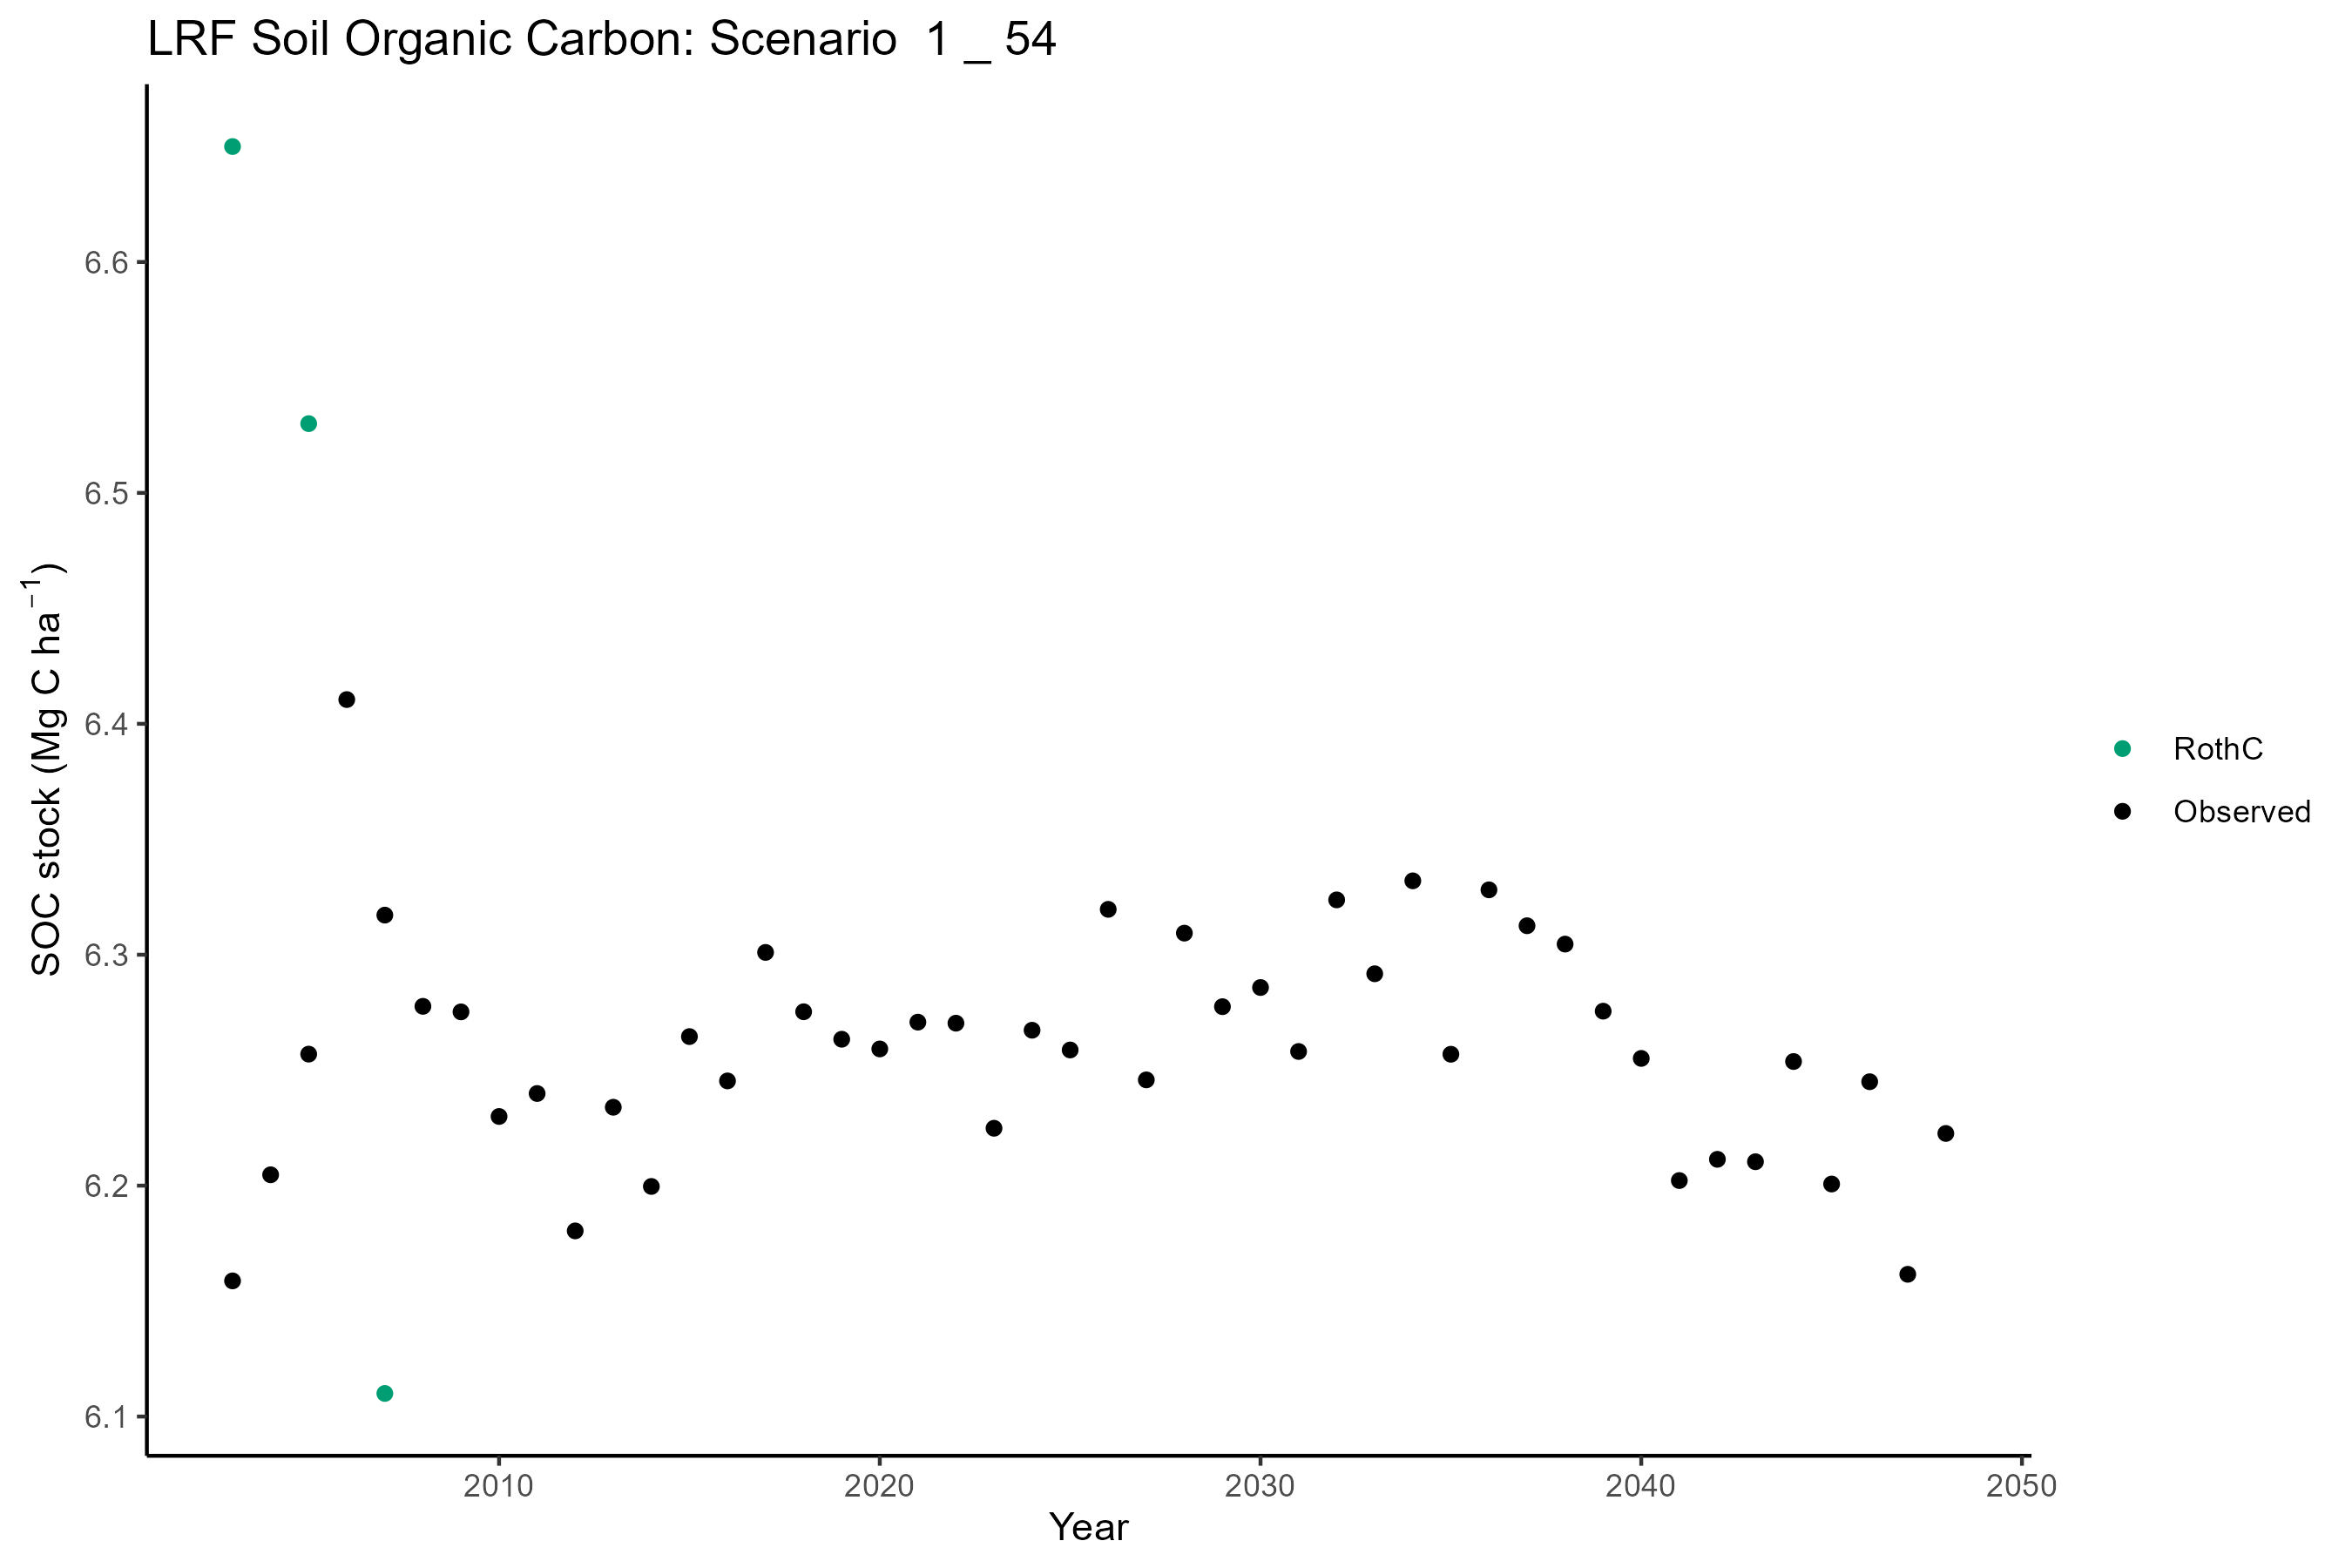 LRF Soil Organic Carbon: Scenario 1 _ 54
SOC stock (Mg C ha⁻¹)
6.6
6.5
6.4
6.3
6.2
6.1
2010 2020 2030 2040 2050
Year
RothC
Observed